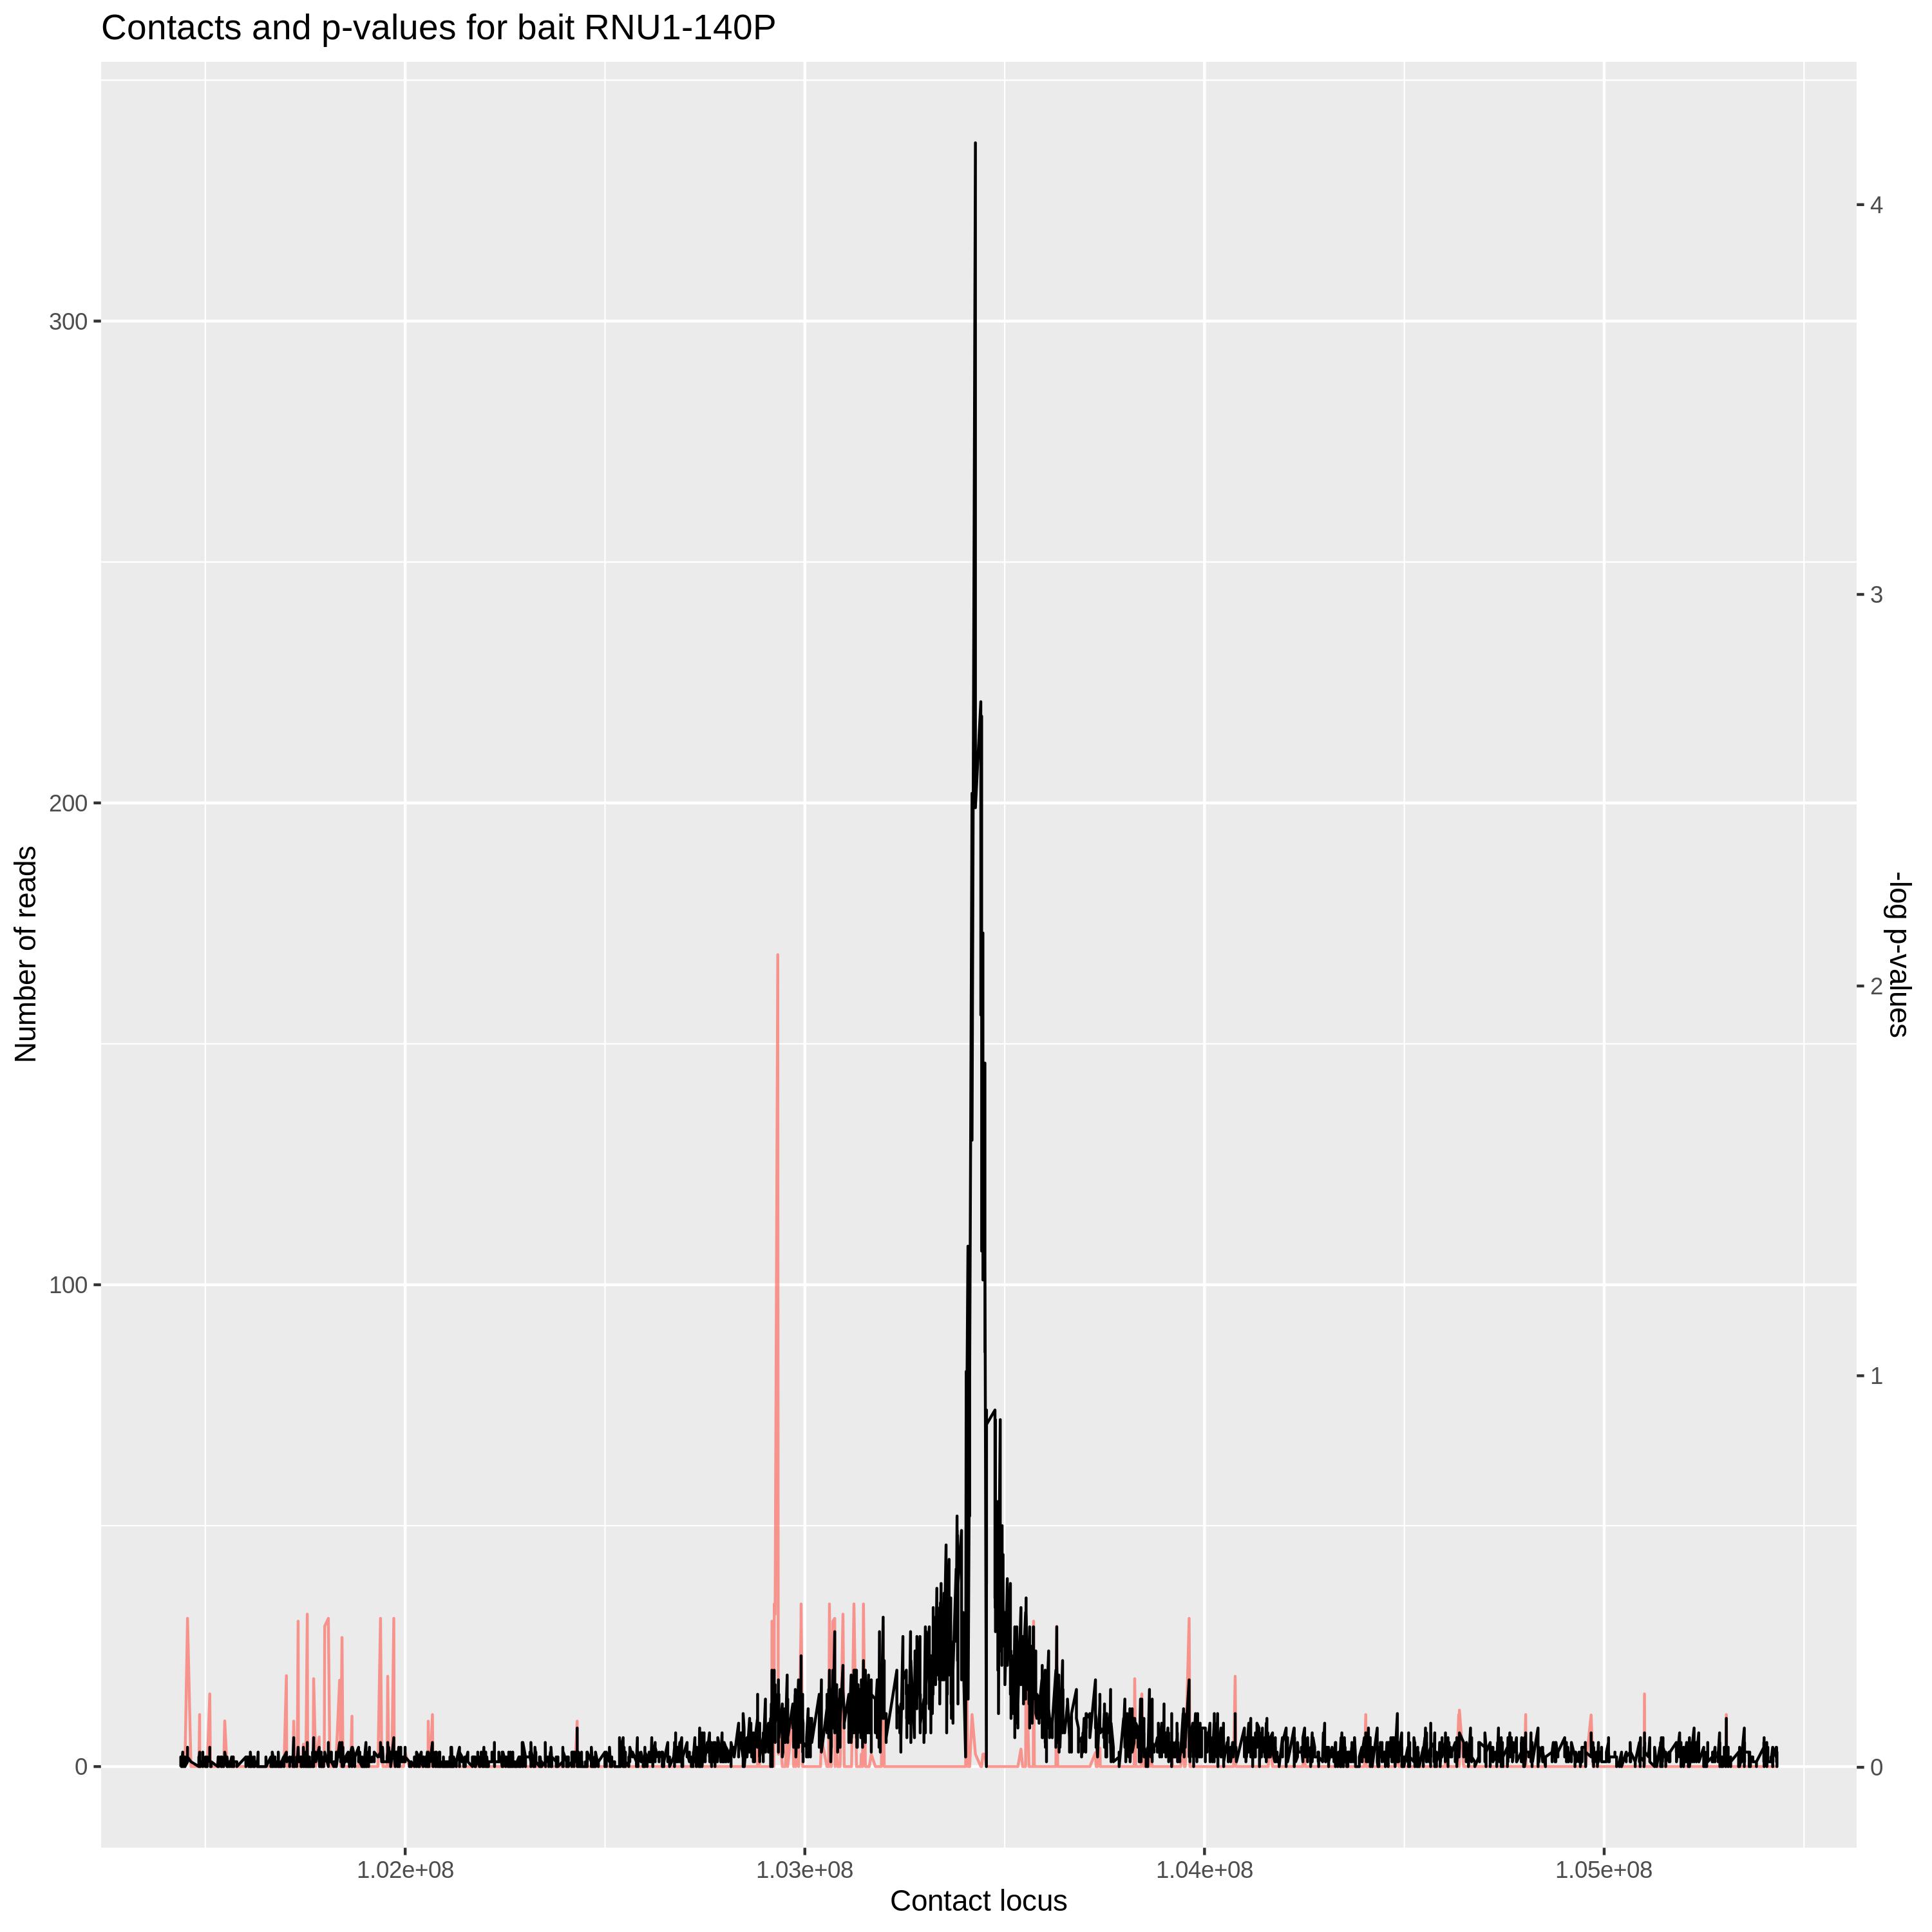 Contacts and p-values for bait RNU1-140P
Number of reads
300
200
100
0
4
3
2
1
0
-log p-values
1.02e+08
1.03e+08
1.04e+08
1.05e+08
Contact locus